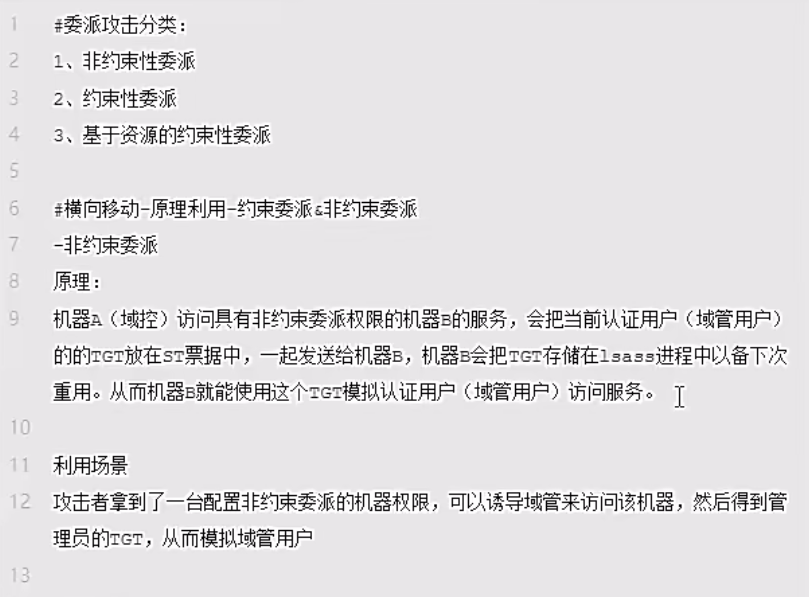 1 #委派攻击分类：
2 1、非约束性委派
3 2、约束性委派
4 3、基于资源的约束性委派
5
6 #横向移动-原理利用-约束委派&非约束委派
7 -非约束委派
8 原理：
9 机器A（域控）访问具有非约束委派权限的机器B的服务，会把当前认证用户（域管用户）
的的TGT放在ST票据中，一起发送给机器B，机器B会把TGT存储在lsass进程中以备下次
重用。从而机器B就能使用这个TGT模拟认证用户（域管用户）访问服务。
10
11 利用场景
12 攻击者拿到了一台配置非约束委派的机器权限，可以诱导域管来访问该机器，然后得到管
理员的TGT，从而模拟域管用户
13